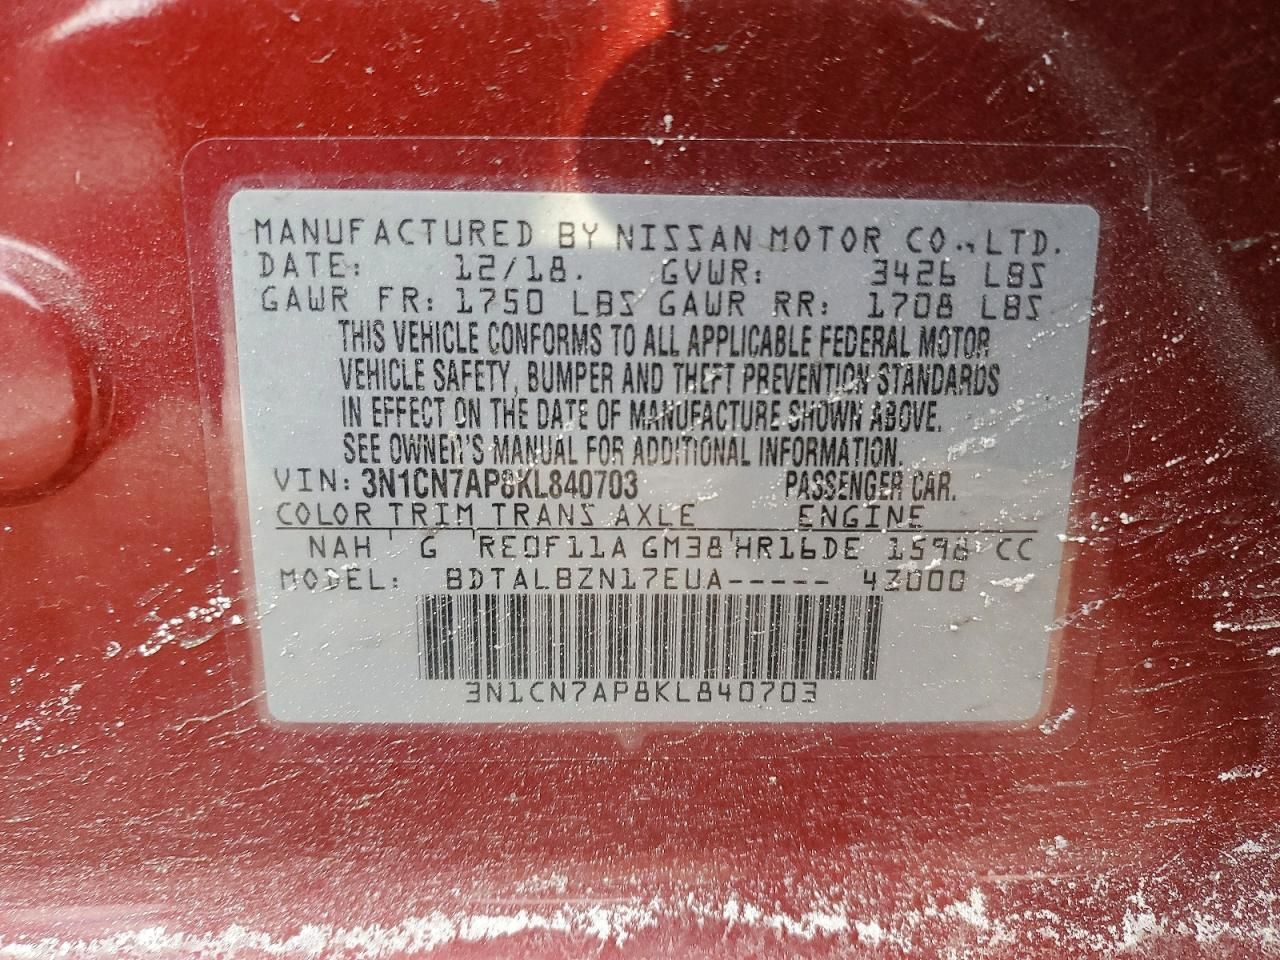 MANUFACTURED BY NISSAN MOTOR CO., LTD.
DATE: 12/18. GVWR: 3426 LBS
GAWR FR: 1750 LBS GAWR RR: 1708 LBS
THIS VEHICLE CONFORMS TO ALL APPLICABLE FEDERAL MOTOR
VEHICLE SAFETY, BUMPER AND THEFT PREVENTION STANDARDS
IN EFFECT ON THE DATE OF MANUFACTURE SHOWN ABOVE.
SEE OWNER'S MANUAL FOR ADDITIONAL INFORMATION.
VIN: 3N1CN7AP8KL840703 PASSENGER CAR.
COLOR TRIM TRANS AXLE ENGINE
NAH G RE0F11A GM38 HR16DE 1598 CC
MODEL: BDTALBZN17EUA----- 43000
3N1CN7AP8KL840703